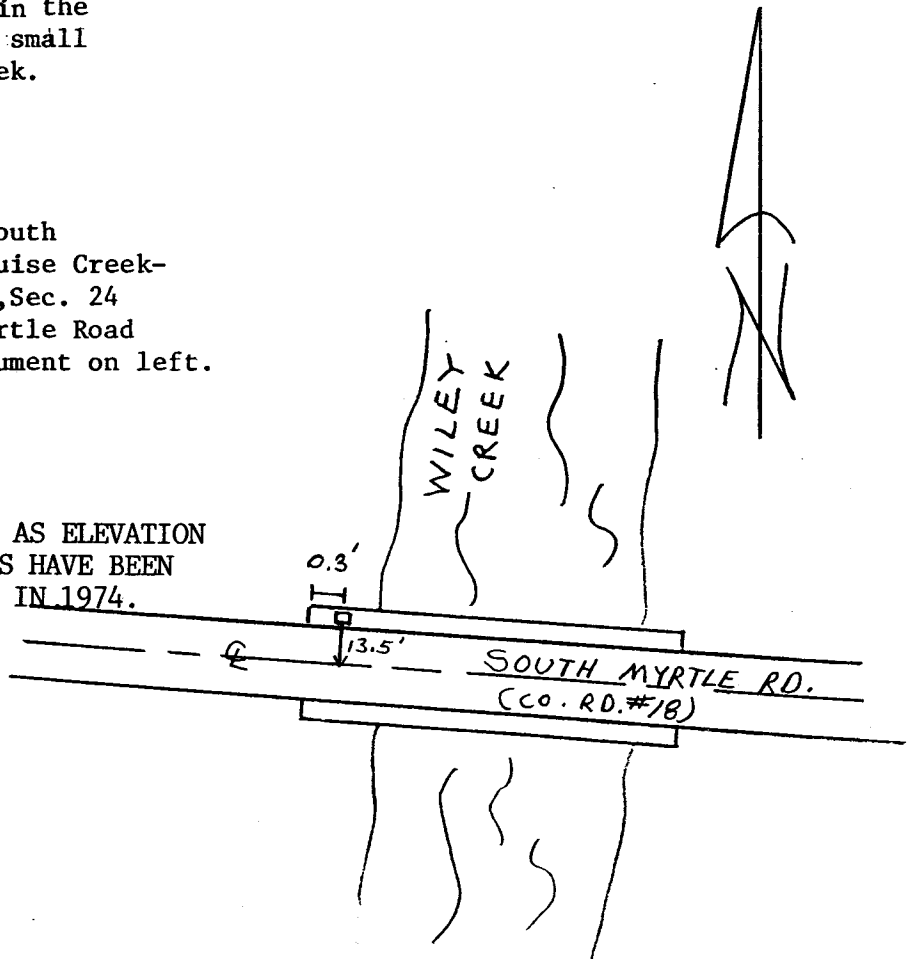 in the
small
ek.
outh
uise Creek-
,Sec. 24
rtle Road
ument on left.
WILEY
CREEK
AS ELEVATION
S HAVE BEEN
IN 1974.
0.3'
13.5'
℄
SOUTH MYRTLE RD.
(CO. RD. #18)